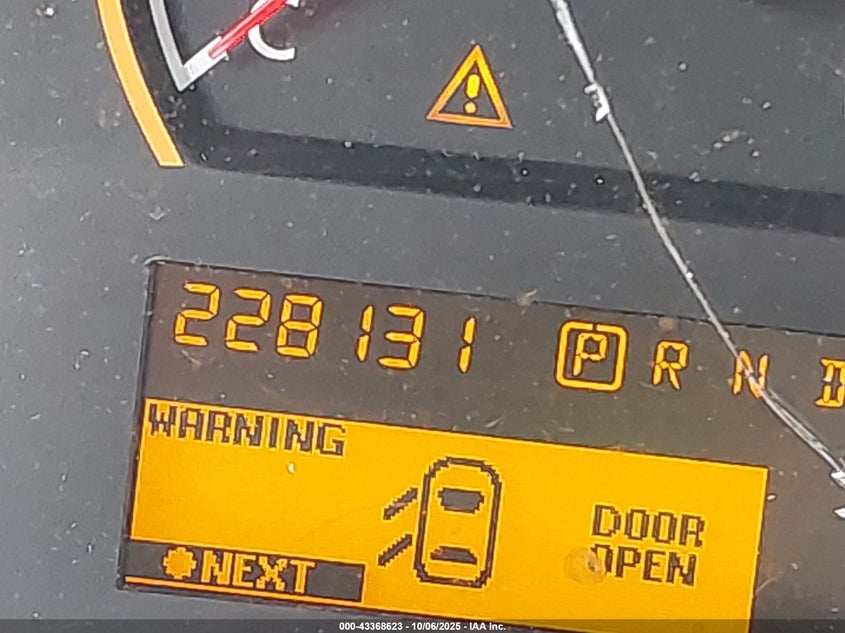 C
228131 P R N D
WARNING
DOOR
OPEN
NEXT
000-43368623 - 10/06/2025 - IAA Inc.